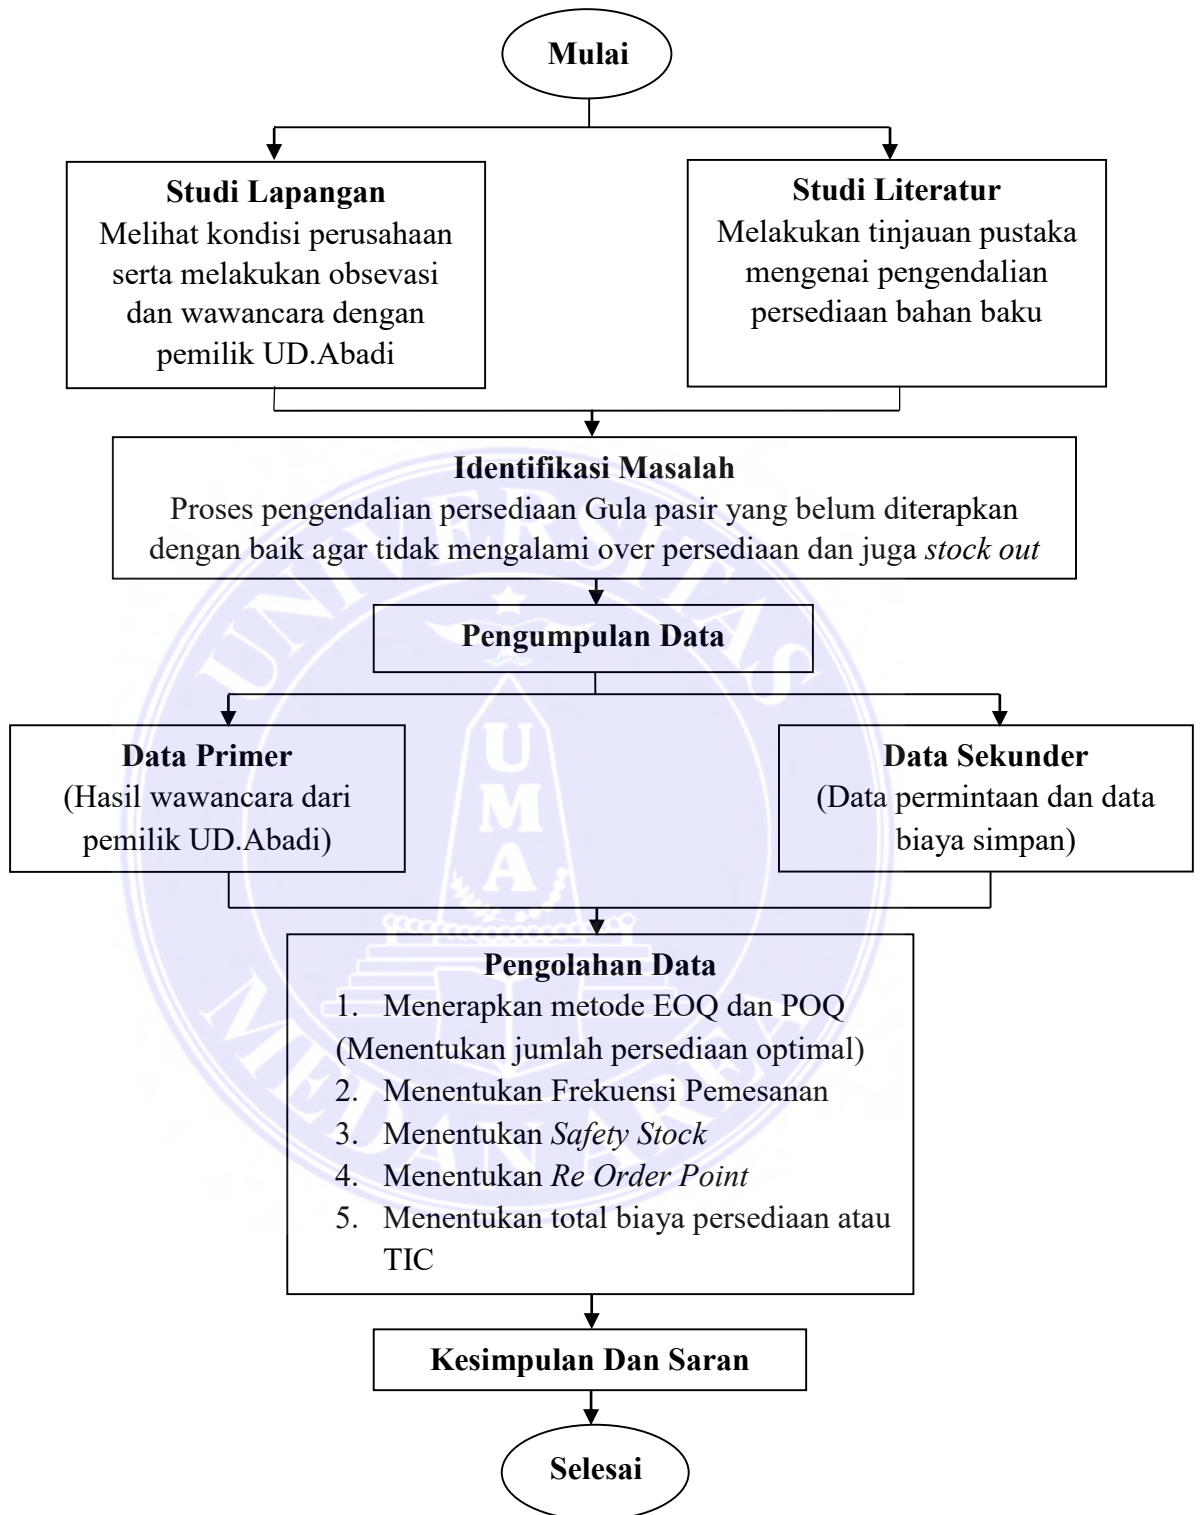 Mulai
Studi Lapangan
Melihat kondisi perusahaan
serta melakukan obsevasi
dan wawancara dengan
pemilik UD.Abadi
Studi Literatur
Melakukan tinjauan pustaka
mengenai pengendalian
persediaan bahan baku
Identifikasi Masalah
Proses pengendalian persediaan Gula pasir yang belum diterapkan
dengan baik agar tidak mengalami over persediaan dan juga stock out
Pengumpulan Data
Data Primer
(Hasil wawancara dari
pemilik UD.Abadi)
Data Sekunder
(Data permintaan dan data
biaya simpan)
Pengolahan Data
1. Menerapkan metode EOQ dan POQ
(Menentukan jumlah persediaan optimal)
2. Menentukan Frekuensi Pemesanan
3. Menentukan Safety Stock
4. Menentukan Re Order Point
5. Menentukan total biaya persediaan atau
TIC
Kesimpulan Dan Saran
Selesai
UNIVERSITAS
UMA
MEDAN AREA